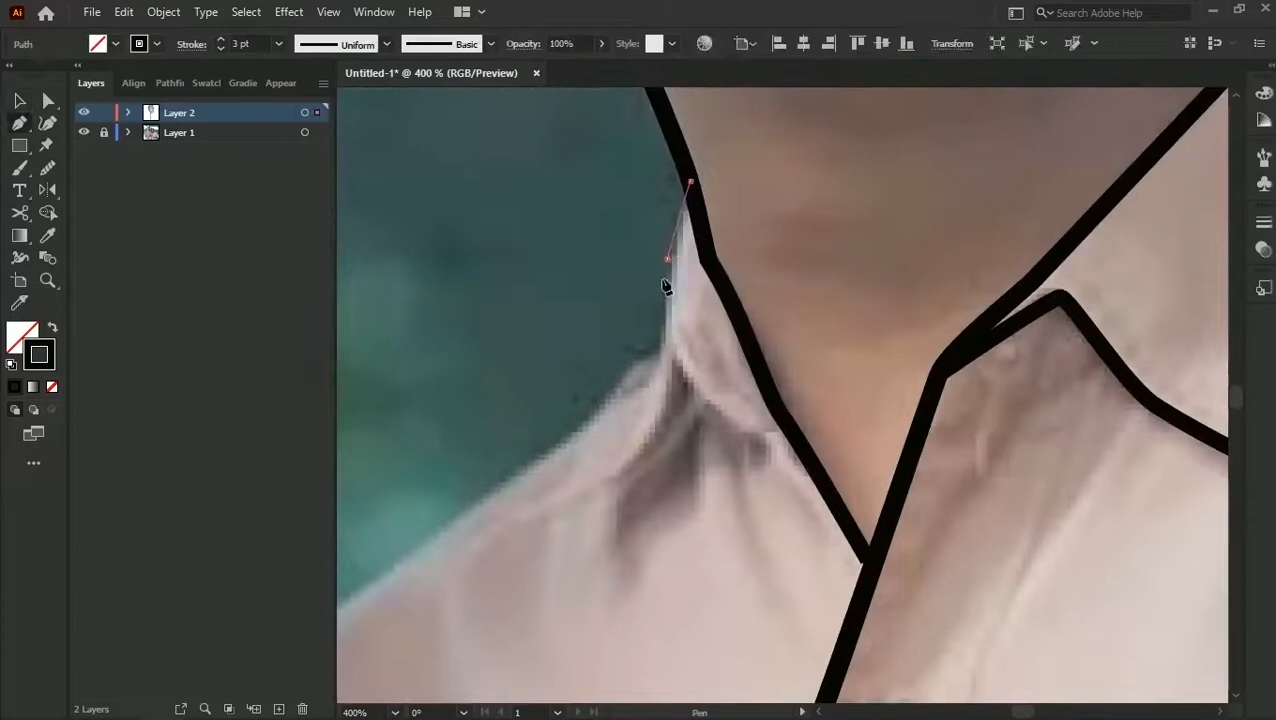 Ai File Edit Object Type Select Effect View Window Help Search Adobe Help
Path Stroke: 3 pt Uniform Basic Opacity: 100% Style: Transform
Layers Align Pathfi Swatcl Gradie Appear
Untitled-1* @ 400 % (RGB/Preview)
Layer 2
Layer 1
2 Layers
400% 0° 1 Pen